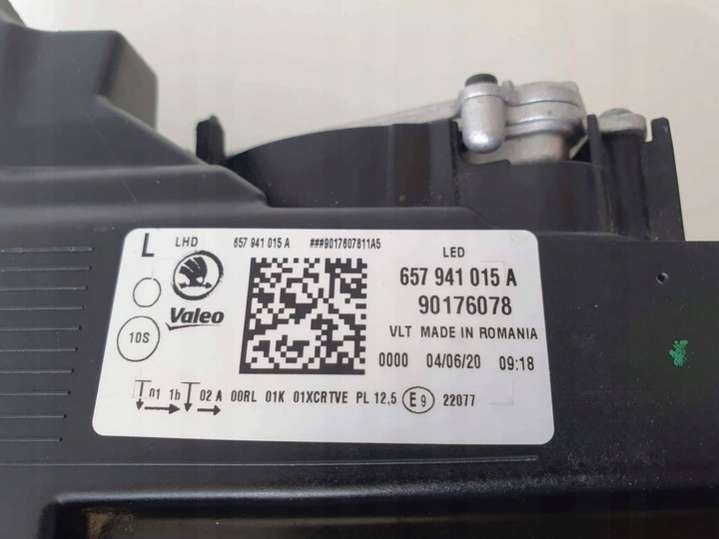 L LHD 657 941 015 A ###9017607811A5 LED
657 941 015 A
Valeo 90176078
10S VLT MADE IN ROMANIA
0000 04/06/20 09:18
01 1b 02 A 00RL 01K 01XCRTVE PL 12,5 E9 22077